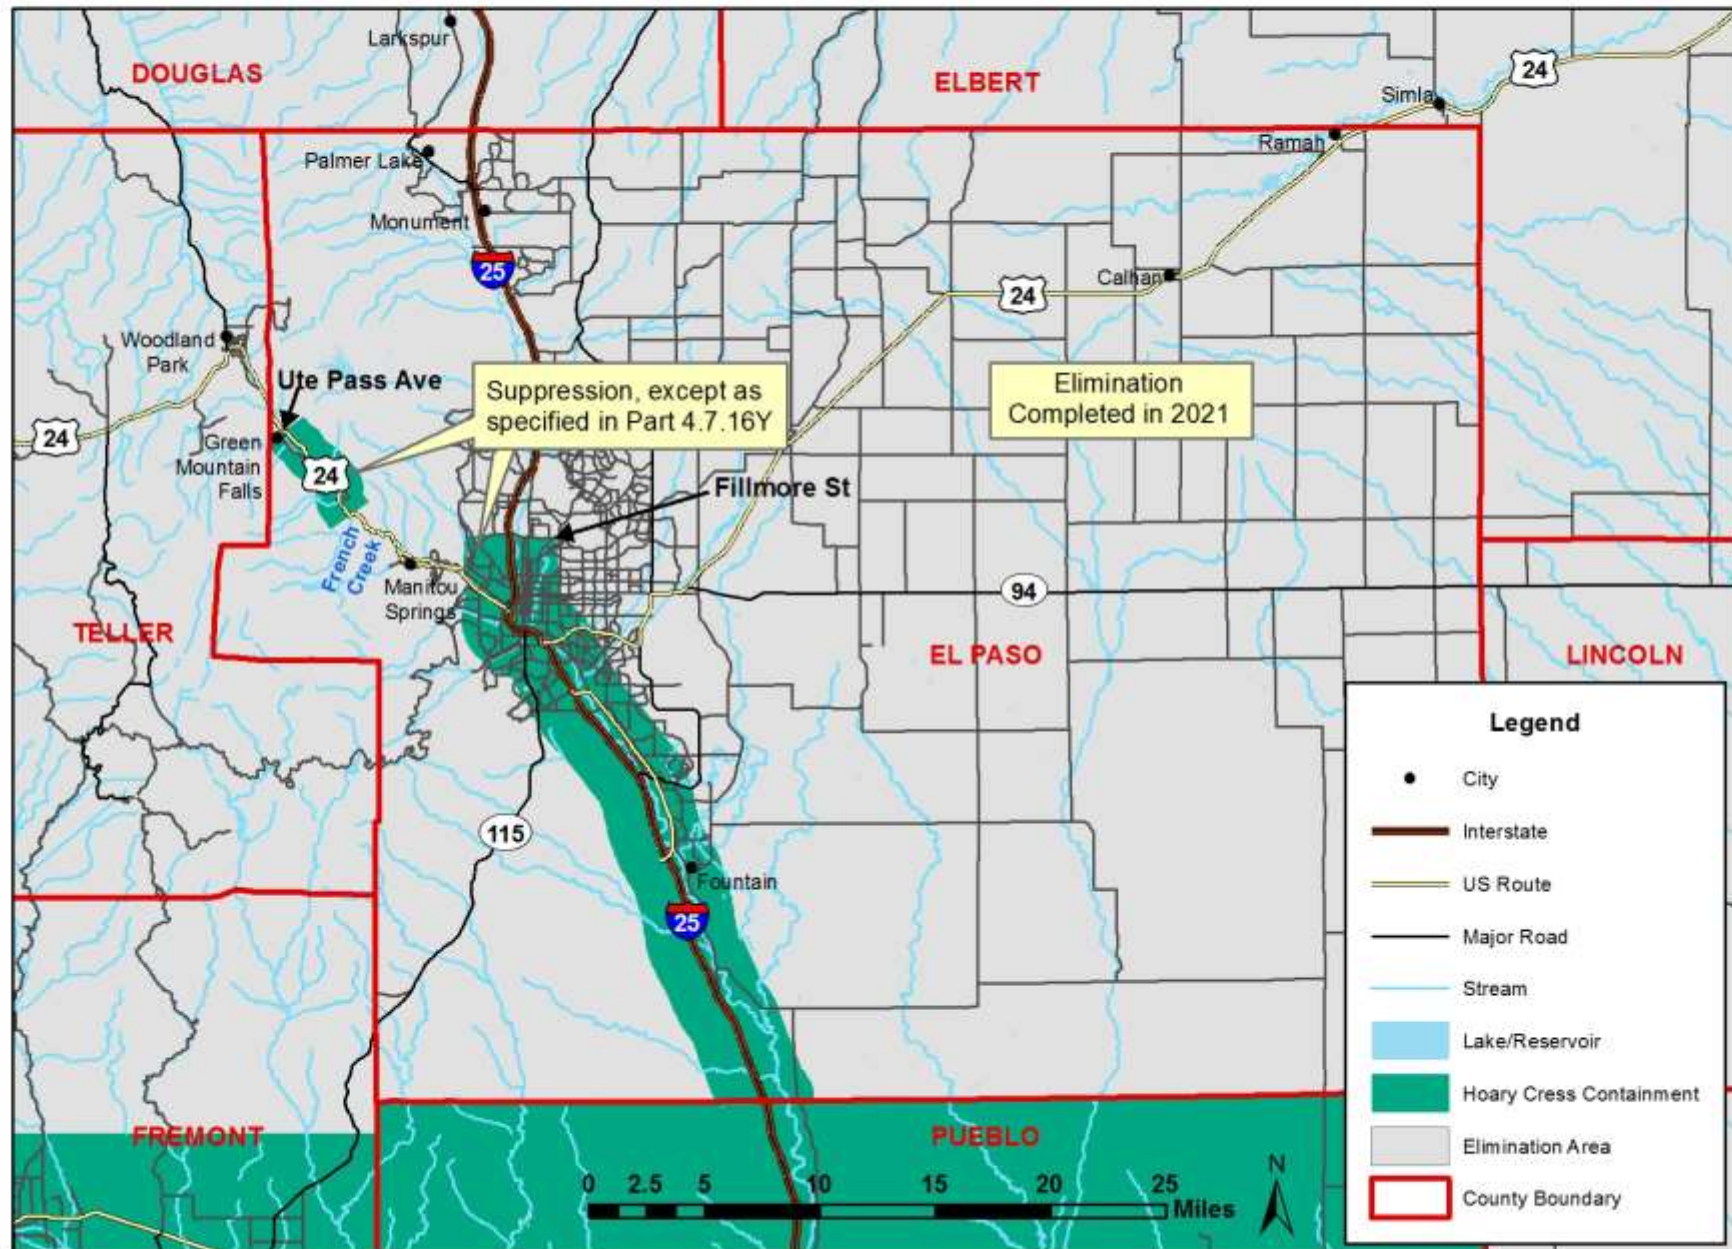 Larkspur
DOUGLAS
ELBERT
24
Simla
Ramah
Palmer Lake
Monument
25
Calhan
24
Woodland
Park
Ute Pass Ave
Suppression, except as
specified in Part 4.7.16Y
Elimination
Completed in 2021
24
Green
Mountain
Falls
24
Fillmore St
French
Creek
Manitou
Springs
94
TELLER
EL PASO
LINCOLN
115
Fountain
25
FREMONT
PUEBLO
Legend
City
Interstate
US Route
Major Road
Stream
Lake/Reservoir
Hoary Cress Containment
Elimination Area
County Boundary
0 2.5 5 10 15 20 25
Miles
N